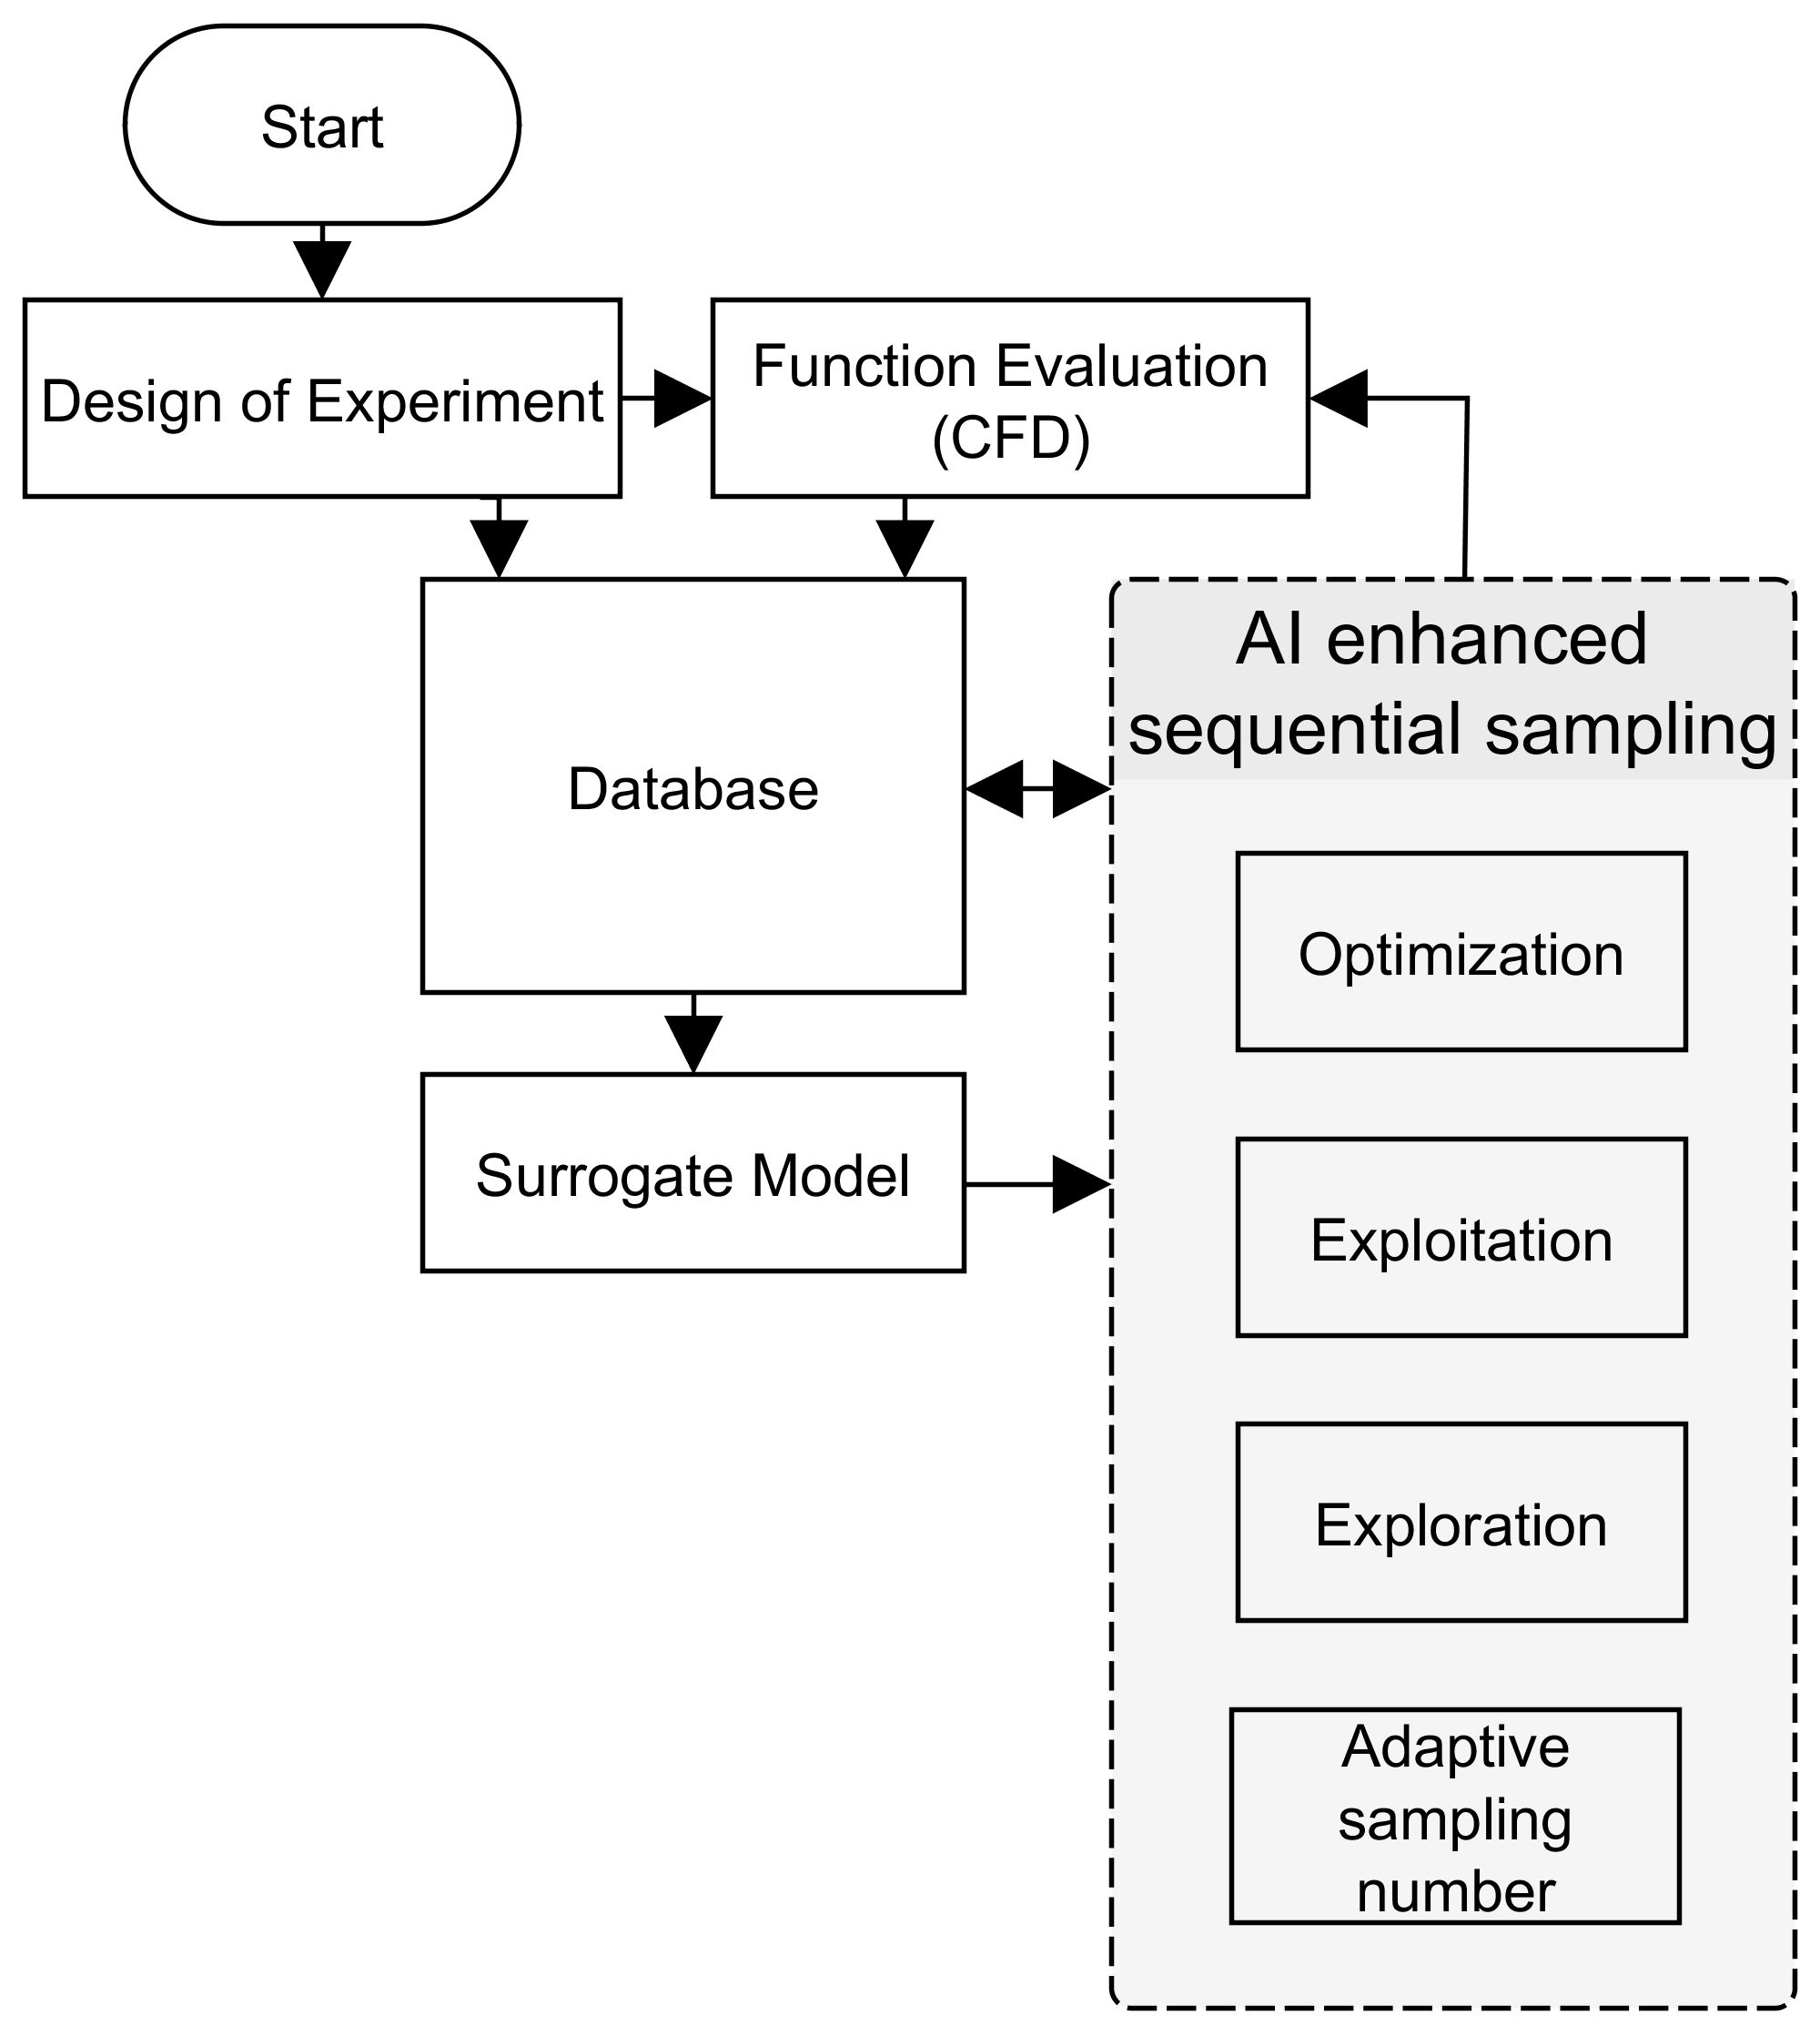 Start
Design of Experiment
Function Evaluation
(CFD)
Database
AI enhanced
sequential sampling
Optimization
Surrogate Model
Exploitation
Exploration
Adaptive
sampling
number